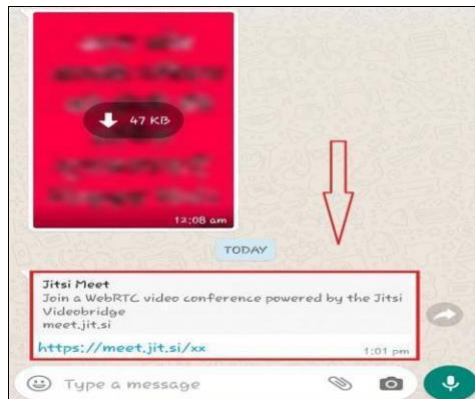 47 KB
12:08 am
TODAY
Jitsi Meet
Join a WebRTC video conference powered by the Jitsi
Videobridge
meet.jit.si
https://meet.jit.si/xx
1:01 pm
Type a message